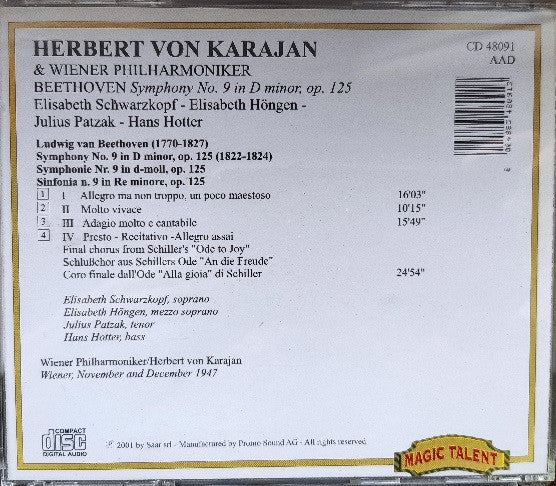 HERBERT VON KARAJAN
& WIENER PHILHARMONIKER
BEETHOVEN Symphony No. 9 in D minor, op. 125
Elisabeth Schwarzkopf - Elisabeth Höngen -
Julius Patzak - Hans Hotter
CD 48091
AAD
Ludwig van Beethoven (1770-1827)
Symphony No. 9 in D minor, op. 125 (1822-1824)
Symphonie Nr. 9 in d-moll, op. 125
Sinfonia n. 9 in Re minore, op. 125
1 I Allegro ma non troppo, un poco maestoso 16'03"
2 II Molto vivace 10'15"
3 III Adagio molto e cantabile 15'49"
4 IV Presto - Recitativo -Allegro assai
Final chorus from Schiller's "Ode to Joy"
Schlußchor aus Schillers Ode "An die Freude"
Coro finale dall'Ode "Alla gioia" di Schiller 24'54"
Elisabeth Schwarzkopf, soprano
Elisabeth Höngen, mezzo soprano
Julius Patzak, tenor
Hans Hotter, bass
Wiener Philharmoniker/Herbert von Karajan
Wiener, November and December 1947
COMPACT
disc
DIGITAL AUDIO
℗ 2001 by Saar srl - Manufactured by Promo Sound AG - All rights reserved.
MAGIC TALENT